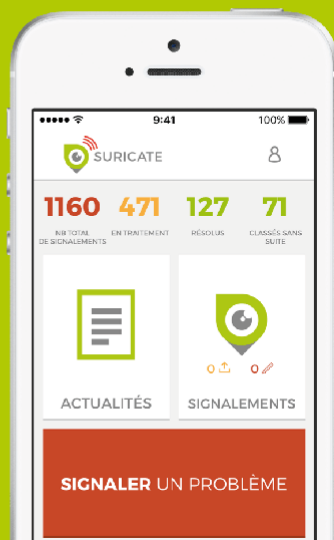 9:41
100%
SURICATE
1160 471 127 71
NB TOTAL
DE SIGNALEMENTS
EN TRAITEMENT
RÉSOLUS
CLASSÉS SANS
SUITE
ACTUALITÉS
0 0
SIGNALEMENTS
SIGNALER UN PROBLÈME